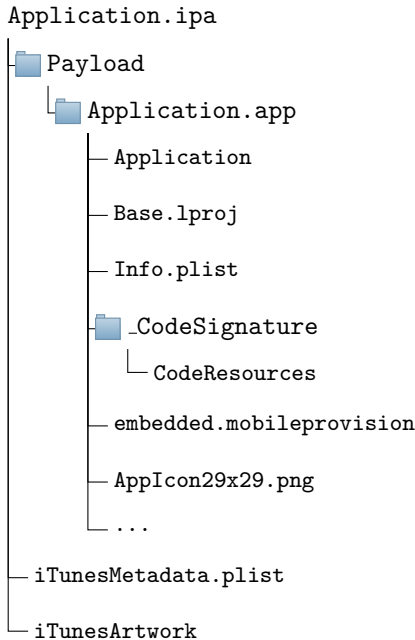 Application.ipa
Payload
Application.app
Application
Base.lproj
Info.plist
_CodeSignature
CodeResources
embedded.mobileprovision
AppIcon29x29.png
...
iTunesMetadata.plist
iTunesArtwork